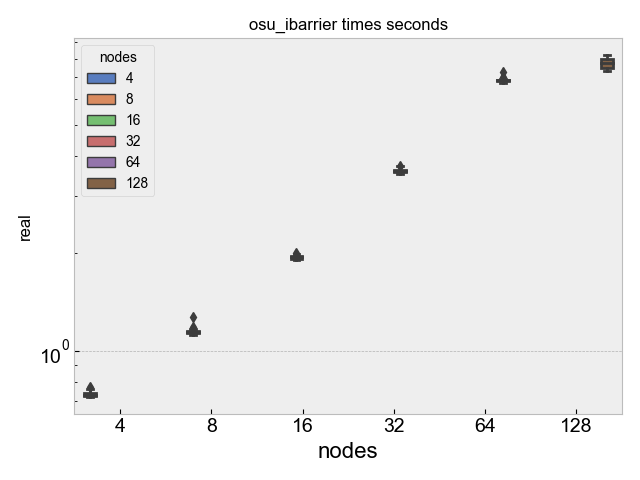 osu_ibarrier times seconds
nodes
4
8
16
32
64
128
real
10^0
4 8 16 32 64 128
nodes